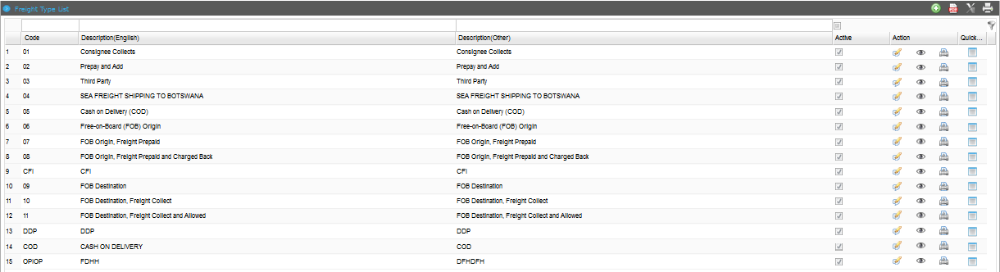 Freight Type List
Code Description(English) Description(Other) Active Action Quick...
1 01 Consignee Collects Consignee Collects
2 02 Prepay and Add Prepay and Add
3 03 Third Party Third Party
4 04 SEA FREIGHT SHIPPING TO BOTSWANA SEA FREIGHT SHIPPING TO BOTSWANA
5 05 Cash on Delivery (COD) Cash on Delivery (COD)
6 06 Free-on-Board (FOB) Origin Free-on-Board (FOB) Origin
7 07 FOB Origin, Freight Prepaid FOB Origin, Freight Prepaid
8 08 FOB Origin, Freight Prepaid and Charged Back FOB Origin, Freight Prepaid and Charged Back
9 CFI CFI CFI
10 09 FOB Destination FOB Destination
11 10 FOB Destination, Freight Collect FOB Destination, Freight Collect
12 11 FOB Destination, Freight Collect and Allowed FOB Destination, Freight Collect and Allowed
13 DDP DDP DDP
14 COD CASH ON DELIVERY COD
15 OPIOP FDHH DFHDFH